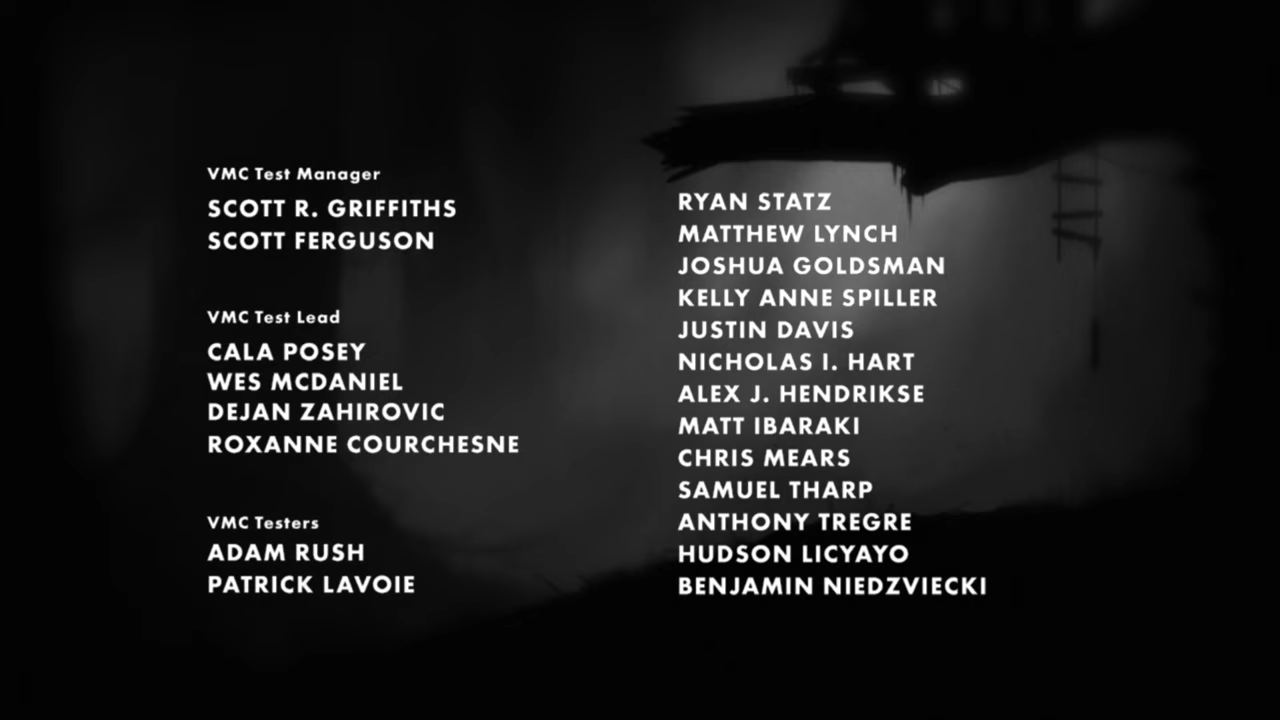 VMC Test Manager
SCOTT R. GRIFFITHS
SCOTT FERGUSON
VMC Test Lead
CALA POSEY
WES MCDANIEL
DEJAN ZAHIROVIC
ROXANNE COURCHESNE
VMC Testers
ADAM RUSH
PATRICK LAVOIE
RYAN STATZ
MATTHEW LYNCH
JOSHUA GOLDSMAN
KELLY ANNE SPILLER
JUSTIN DAVIS
NICHOLAS I. HART
ALEX J. HENDRIKSE
MATT IBARAKI
CHRIS MEARS
SAMUEL THARP
ANTHONY TREGRE
HUDSON LICYAYO
BENJAMIN NIEDZVIECKI